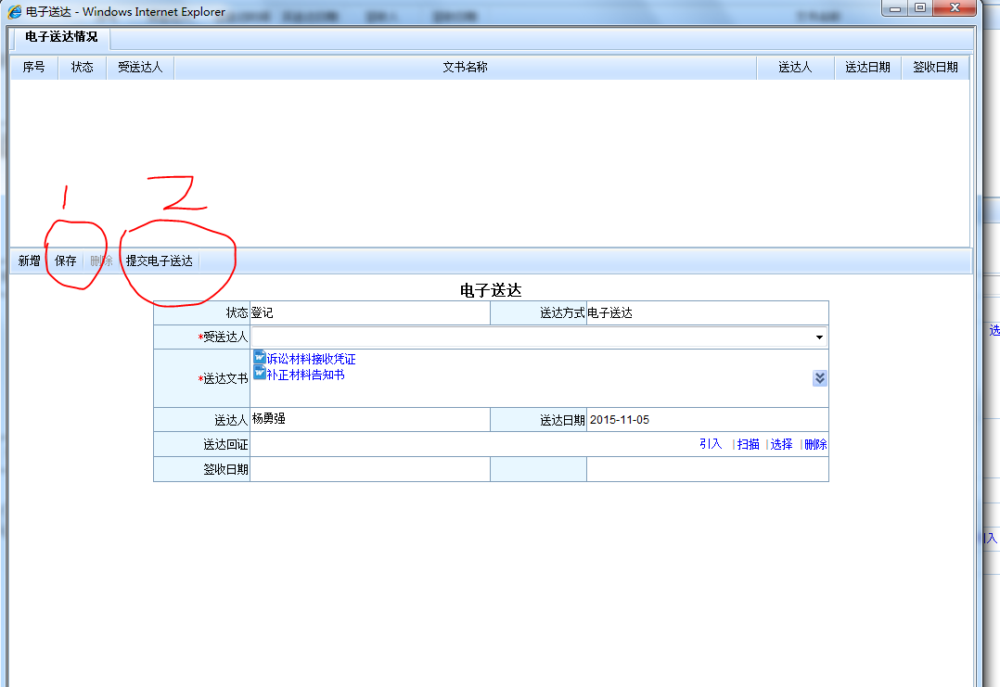 电子送达 - Windows Internet Explorer
电子送达情况
序号 状态 受送达人 文书名称 送达人 送达日期 签收日期
1 2
新增 保存 删除 提交电子送达
电子送达
状态 登记 送达方式 电子送达
*受送达人
选
*送达文书 诉讼材料接收凭证
补正材料告知书
送达人 杨勇强 送达日期 2015-11-05
送达回证 引入 | 扫描 | 选择 | 删除
签收日期
引入